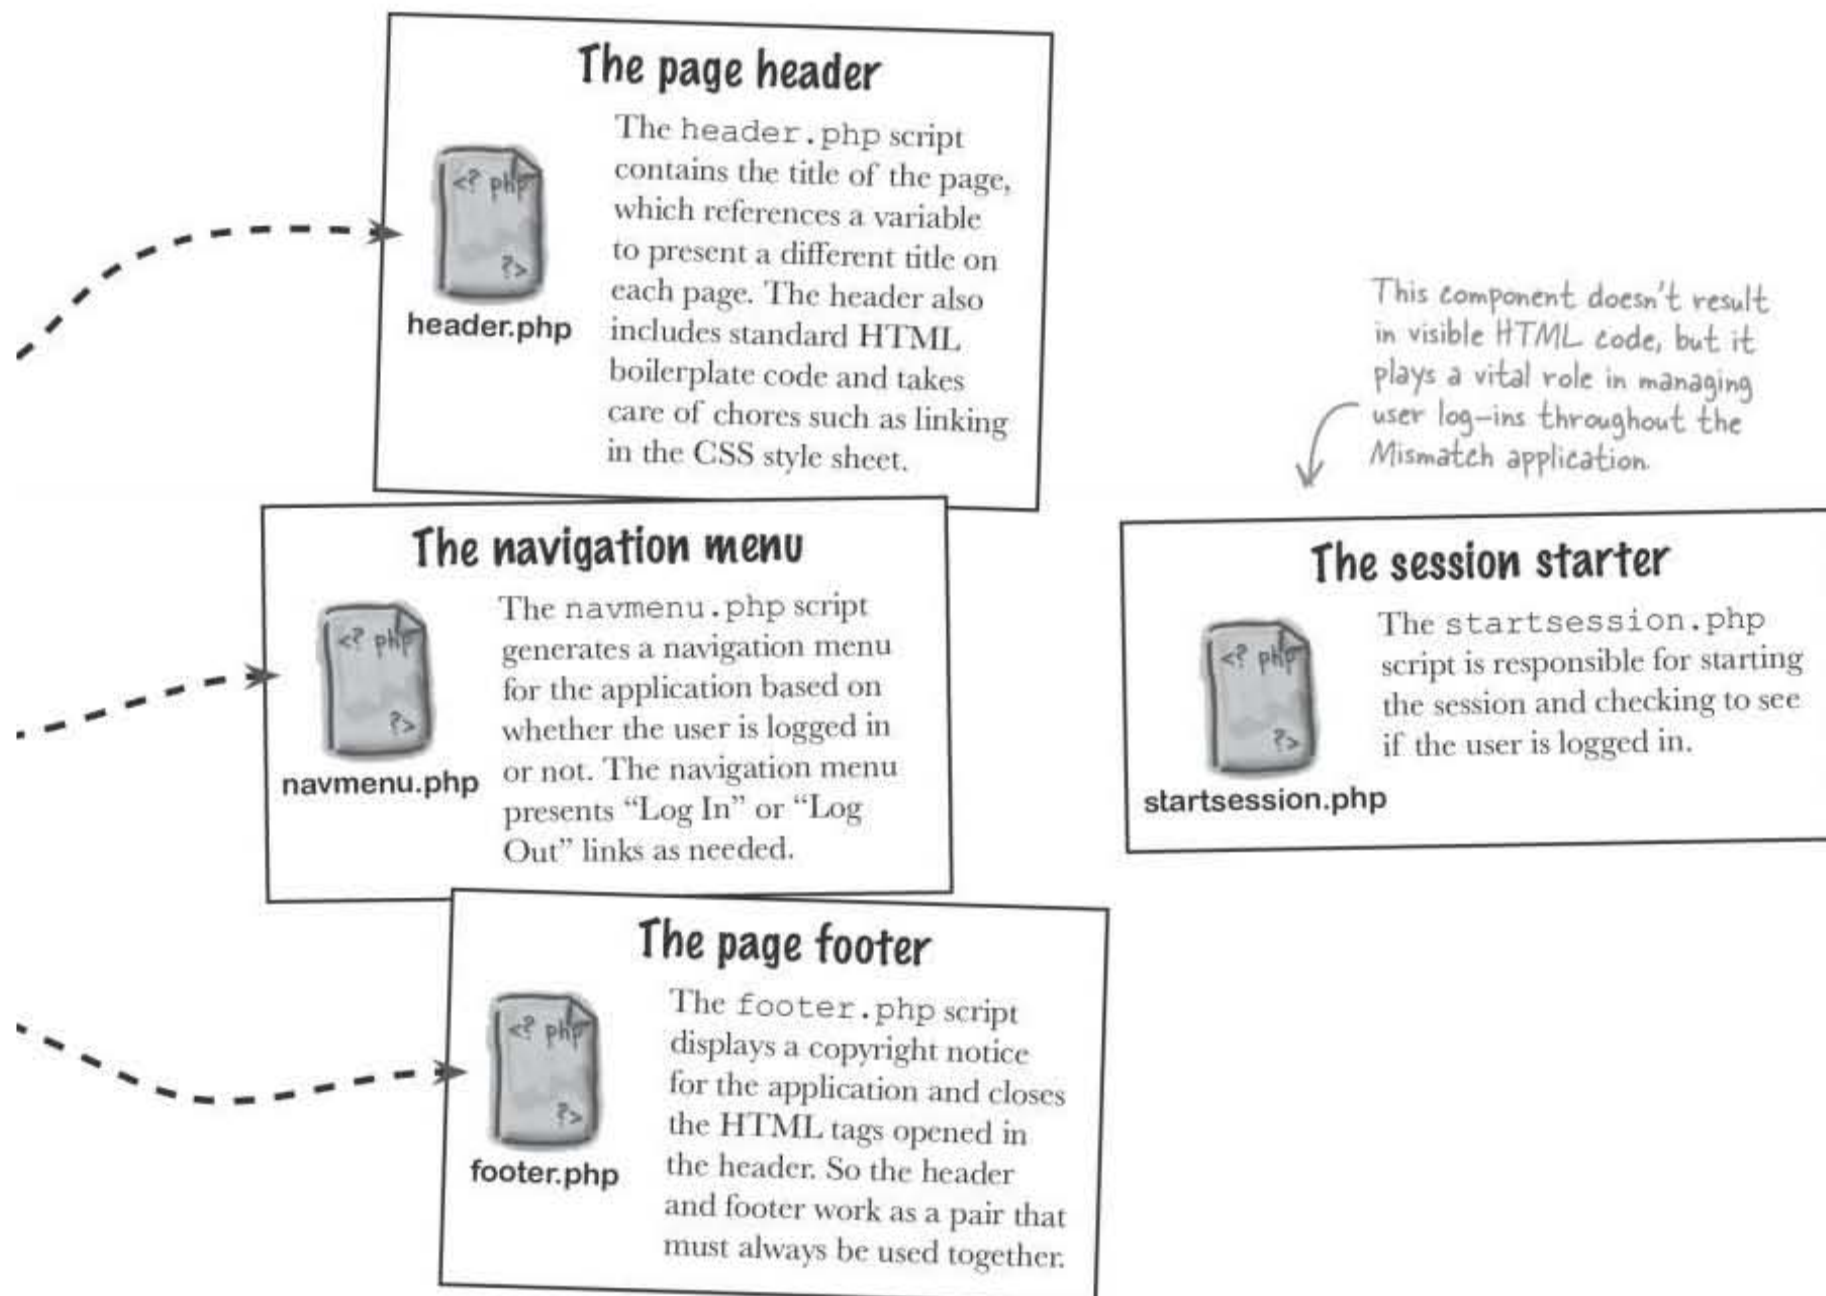 The page header
The header.php script
contains the title of the page,
which references a variable
to present a different title on
each page. The header also
includes standard HTML
boilerplate code and takes
care of chores such as linking
in the CSS style sheet.
<? php
?>
header.php
This component doesn't result
in visible HTML code, but it
plays a vital role in managing
user log-ins throughout the
Mismatch application.
The navigation menu
The navmenu.php script
generates a navigation menu
for the application based on
whether the user is logged in
or not. The navigation menu
presents “Log In” or “Log
Out” links as needed.
<? php
?>
navmenu.php
The session starter
The startsession.php
script is responsible for starting
the session and checking to see
if the user is logged in.
<? php
?>
startsession.php
The page footer
The footer.php script
displays a copyright notice
for the application and closes
the HTML tags opened in
the header. So the header
and footer work as a pair that
must always be used together.
<? php
?>
footer.php